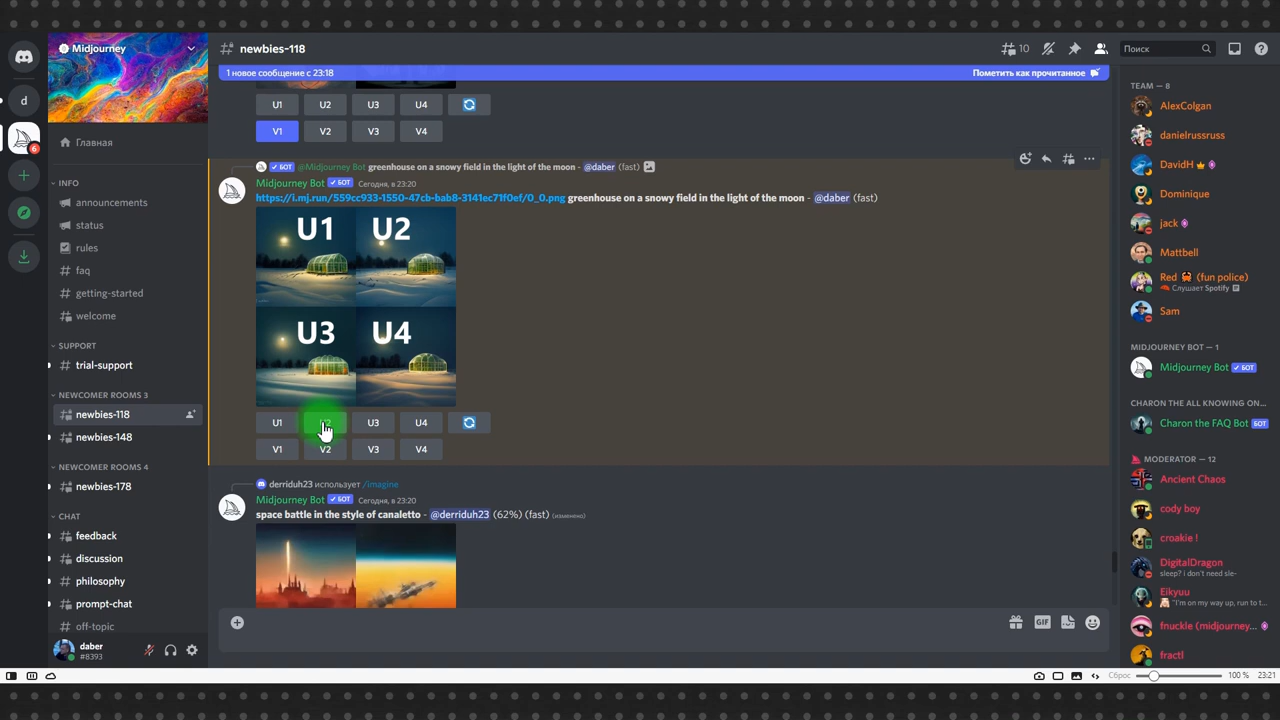 Midjourney
newbies-118
10
Поиск
1 новое сообщение с 23:18
Пометить как прочитанное
d
6
Главная
INFO
announcements
status
rules
faq
getting-started
welcome
SUPPORT
trial-support
NEWCOMER ROOMS 3
newbies-118
newbies-148
NEWCOMER ROOMS 4
newbies-178
CHAT
feedback
discussion
philosophy
prompt-chat
off-topic
daber
#8393
U1 U2 U3 U4
V1 V2 V3 V4
✓ БОТ @Midjourney Bot greenhouse on a snowy field in the light of the moon - @daber (fast)
Midjourney Bot ✓ БОТ Сегодня, в 23:20
https://i.mj.run/559cc933-1550-47cb-bab8-3141ec71f0ef/0_0.png greenhouse on a snowy field in the light of the moon - @daber (fast)
U1 U2
U3 U4
U1 U2 U3 U4
V1 V2 V3 V4
derriduh23 использует /imagine
Midjourney Bot ✓ БОТ Сегодня, в 23:20
space battle in the style of canaletto - @derriduh23 (62%) (fast) (изменено)
GIF
TEAM — 8
AlexColgan
danielrussruss
DavidH
Dominique
jack
Mattbell
Red (fun police)
Слушает Spotify
Sam
MIDJOURNEY BOT — 1
Midjourney Bot ✓ БОТ
CHARON THE ALL KNOWING ON...
Charon the FAQ Bot БОТ
MODERATOR — 12
Ancient Chaos
cody boy
croakie !
DigitalDragon
sleep? i don't need sle-
Eikyuu
"I'm on my way up, run to t...
fnuckle (midjourney...
fractl
Сброс
100 %
23:21